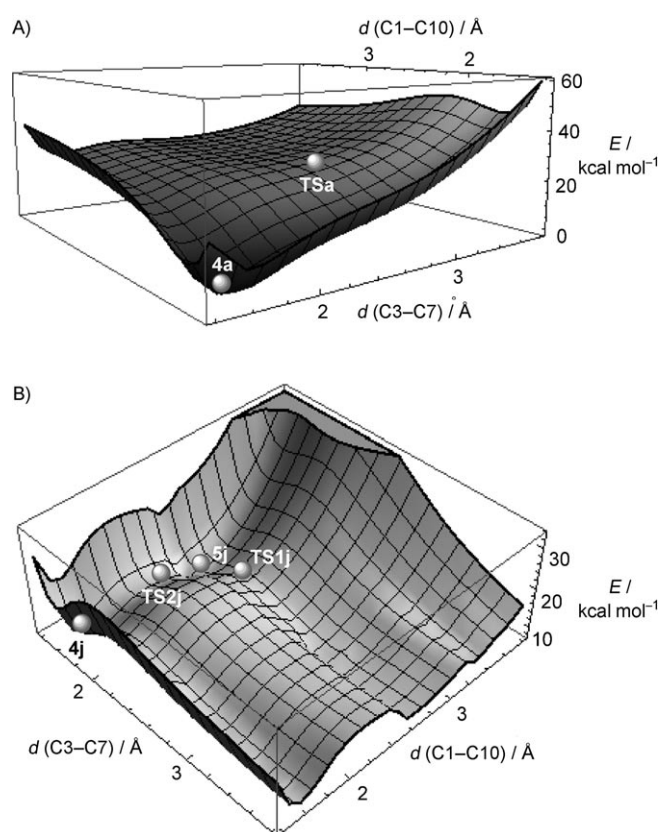 A)
d (C1–C10) / Å
3
2
60
40
20
0
E /
kcal mol⁻¹
TSa
4a
3
2
d (C3–C7) / Å
B)
5j
TS1j
TS2j
4j
30
20
10
E /
kcal mol⁻¹
2
3
d (C3–C7) / Å
3
2
d (C1–C10) / Å